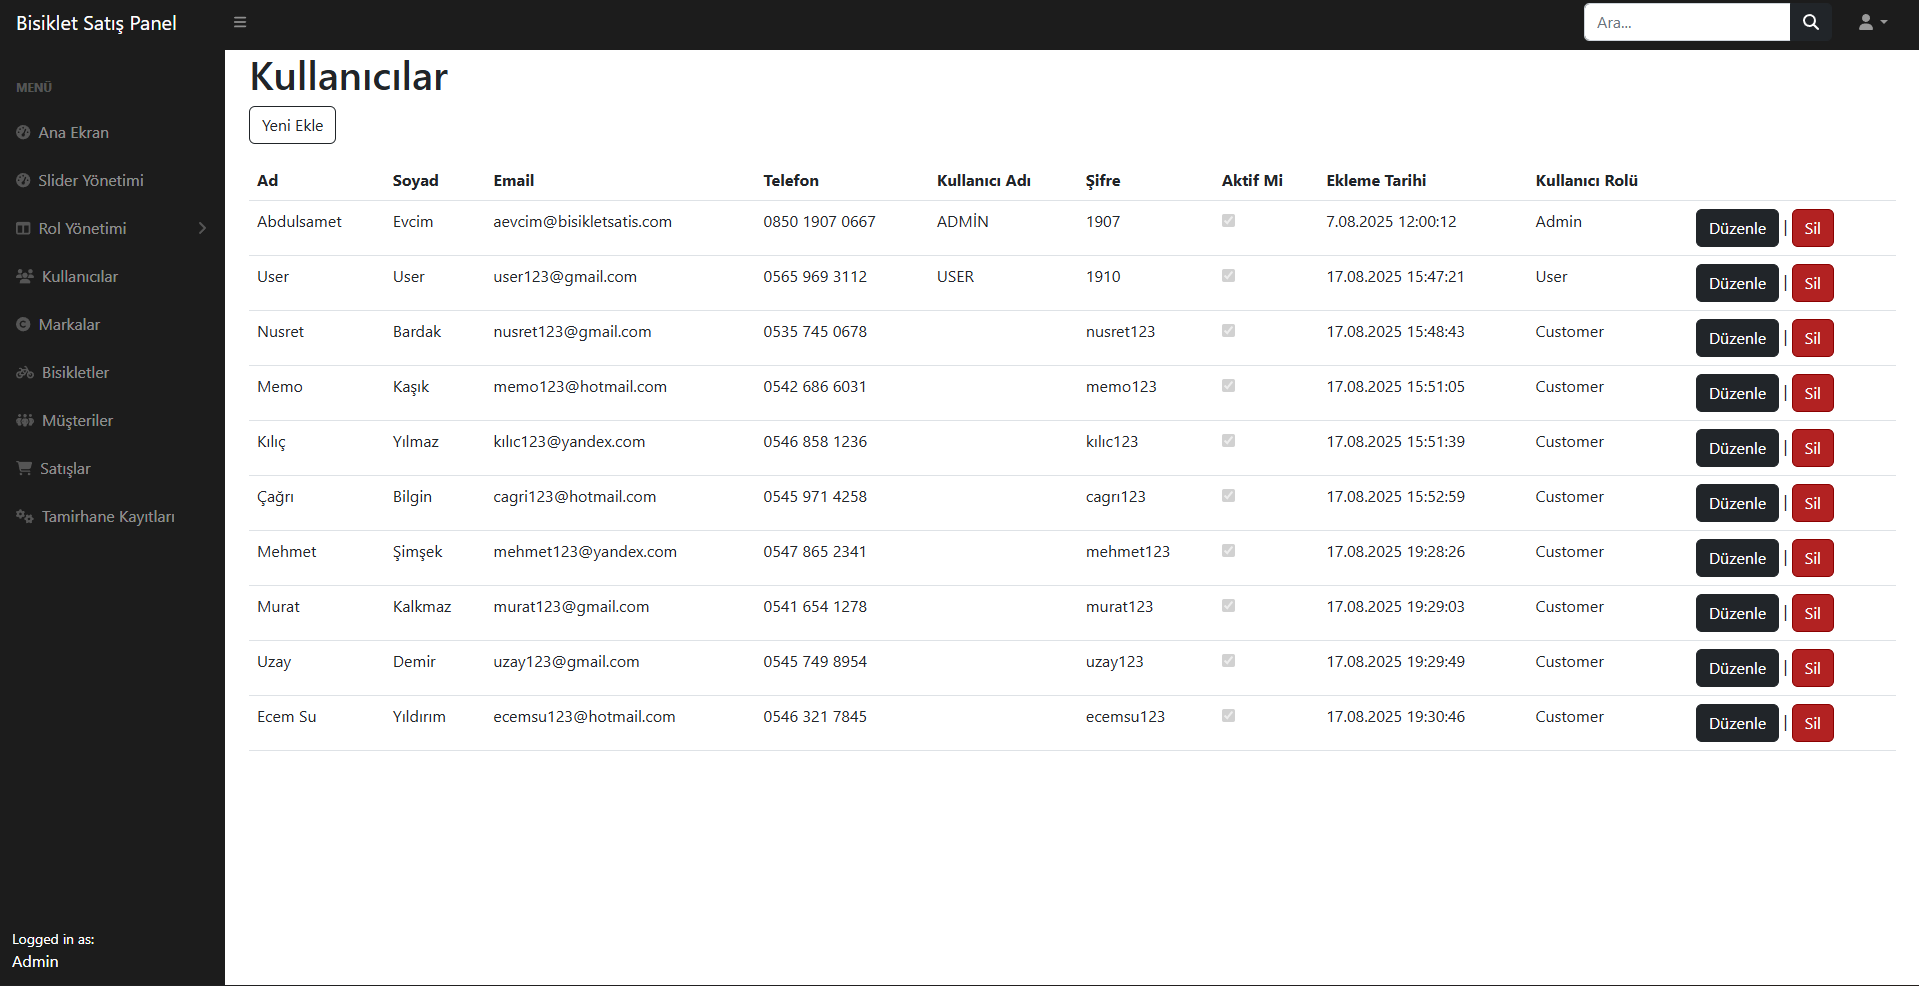 Bisiklet Satış Panel
Ara...
MENÜ
Ana Ekran
Slider Yönetimi
Rol Yönetimi
Kullanıcılar
Markalar
Bisikletler
Müşteriler
Satışlar
Tamirhane Kayıtları
Logged in as:
Admin
Kullanıcılar
Yeni Ekle
Ad Soyad Email Telefon Kullanıcı Adı Şifre Aktif Mi Ekleme Tarihi Kullanıcı Rolü
Abdulsamet Evcim aevcim@bisikletsatis.com 0850 1907 0667 ADMİN 1907 7.08.2025 12:00:12 Admin Düzenle | Sil
User User user123@gmail.com 0565 969 3112 USER 1910 17.08.2025 15:47:21 User Düzenle | Sil
Nusret Bardak nusret123@gmail.com 0535 745 0678 nusret123 17.08.2025 15:48:43 Customer Düzenle | Sil
Memo Kaşık memo123@hotmail.com 0542 686 6031 memo123 17.08.2025 15:51:05 Customer Düzenle | Sil
Kılıç Yılmaz kılıc123@yandex.com 0546 858 1236 kılıc123 17.08.2025 15:51:39 Customer Düzenle | Sil
Çağrı Bilgin cagri123@hotmail.com 0545 971 4258 cagrı123 17.08.2025 15:52:59 Customer Düzenle | Sil
Mehmet Şimşek mehmet123@yandex.com 0547 865 2341 mehmet123 17.08.2025 19:28:26 Customer Düzenle | Sil
Murat Kalkmaz murat123@gmail.com 0541 654 1278 murat123 17.08.2025 19:29:03 Customer Düzenle | Sil
Uzay Demir uzay123@gmail.com 0545 749 8954 uzay123 17.08.2025 19:29:49 Customer Düzenle | Sil
Ecem Su Yıldırım ecemsu123@hotmail.com 0546 321 7845 ecemsu123 17.08.2025 19:30:46 Customer Düzenle | Sil